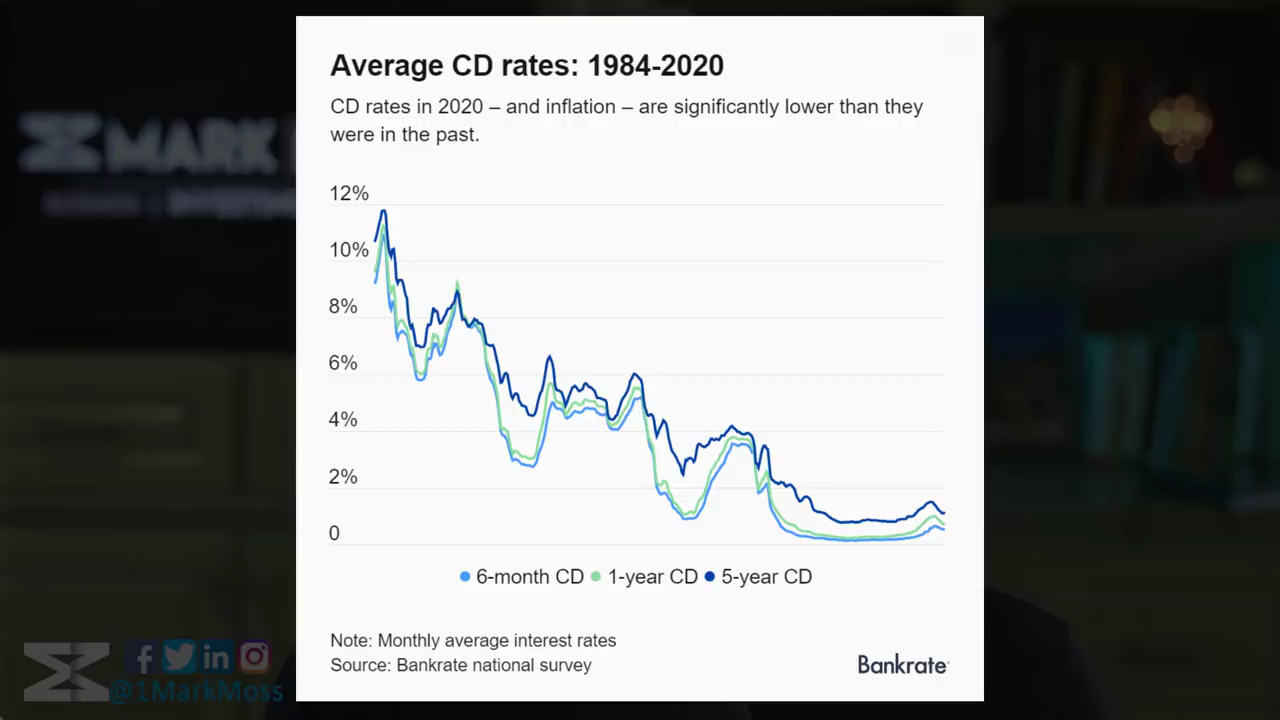 Average CD rates: 1984-2020
CD rates in 2020 – and inflation – are significantly lower than they
were in the past.
12%
10%
8%
6%
4%
2%
0
6-month CD 1-year CD 5-year CD
Note: Monthly average interest rates
Source: Bankrate national survey
Bankrate
MARK
@1MarkMoss